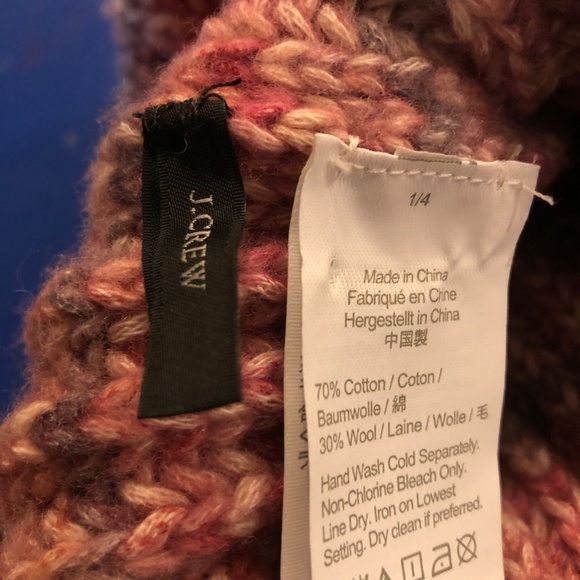 J.CREW
1/4
Made in China
Fabriqué en Chine
Hergestellt in China
中国製
70% Cotton / Coton /
Baumwolle / 綿
30% Wool / Laine / Wolle / 毛
Hand Wash Cold Separately.
Non-Chlorine Bleach Only.
Line Dry. Iron on Lowest
Setting. Dry clean if preferred.